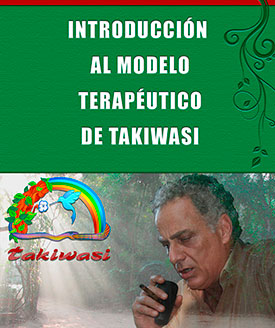 INTRODUCCIÓN
AL MODELO
TERAPÉUTICO
DE TAKIWASI
takiwasi